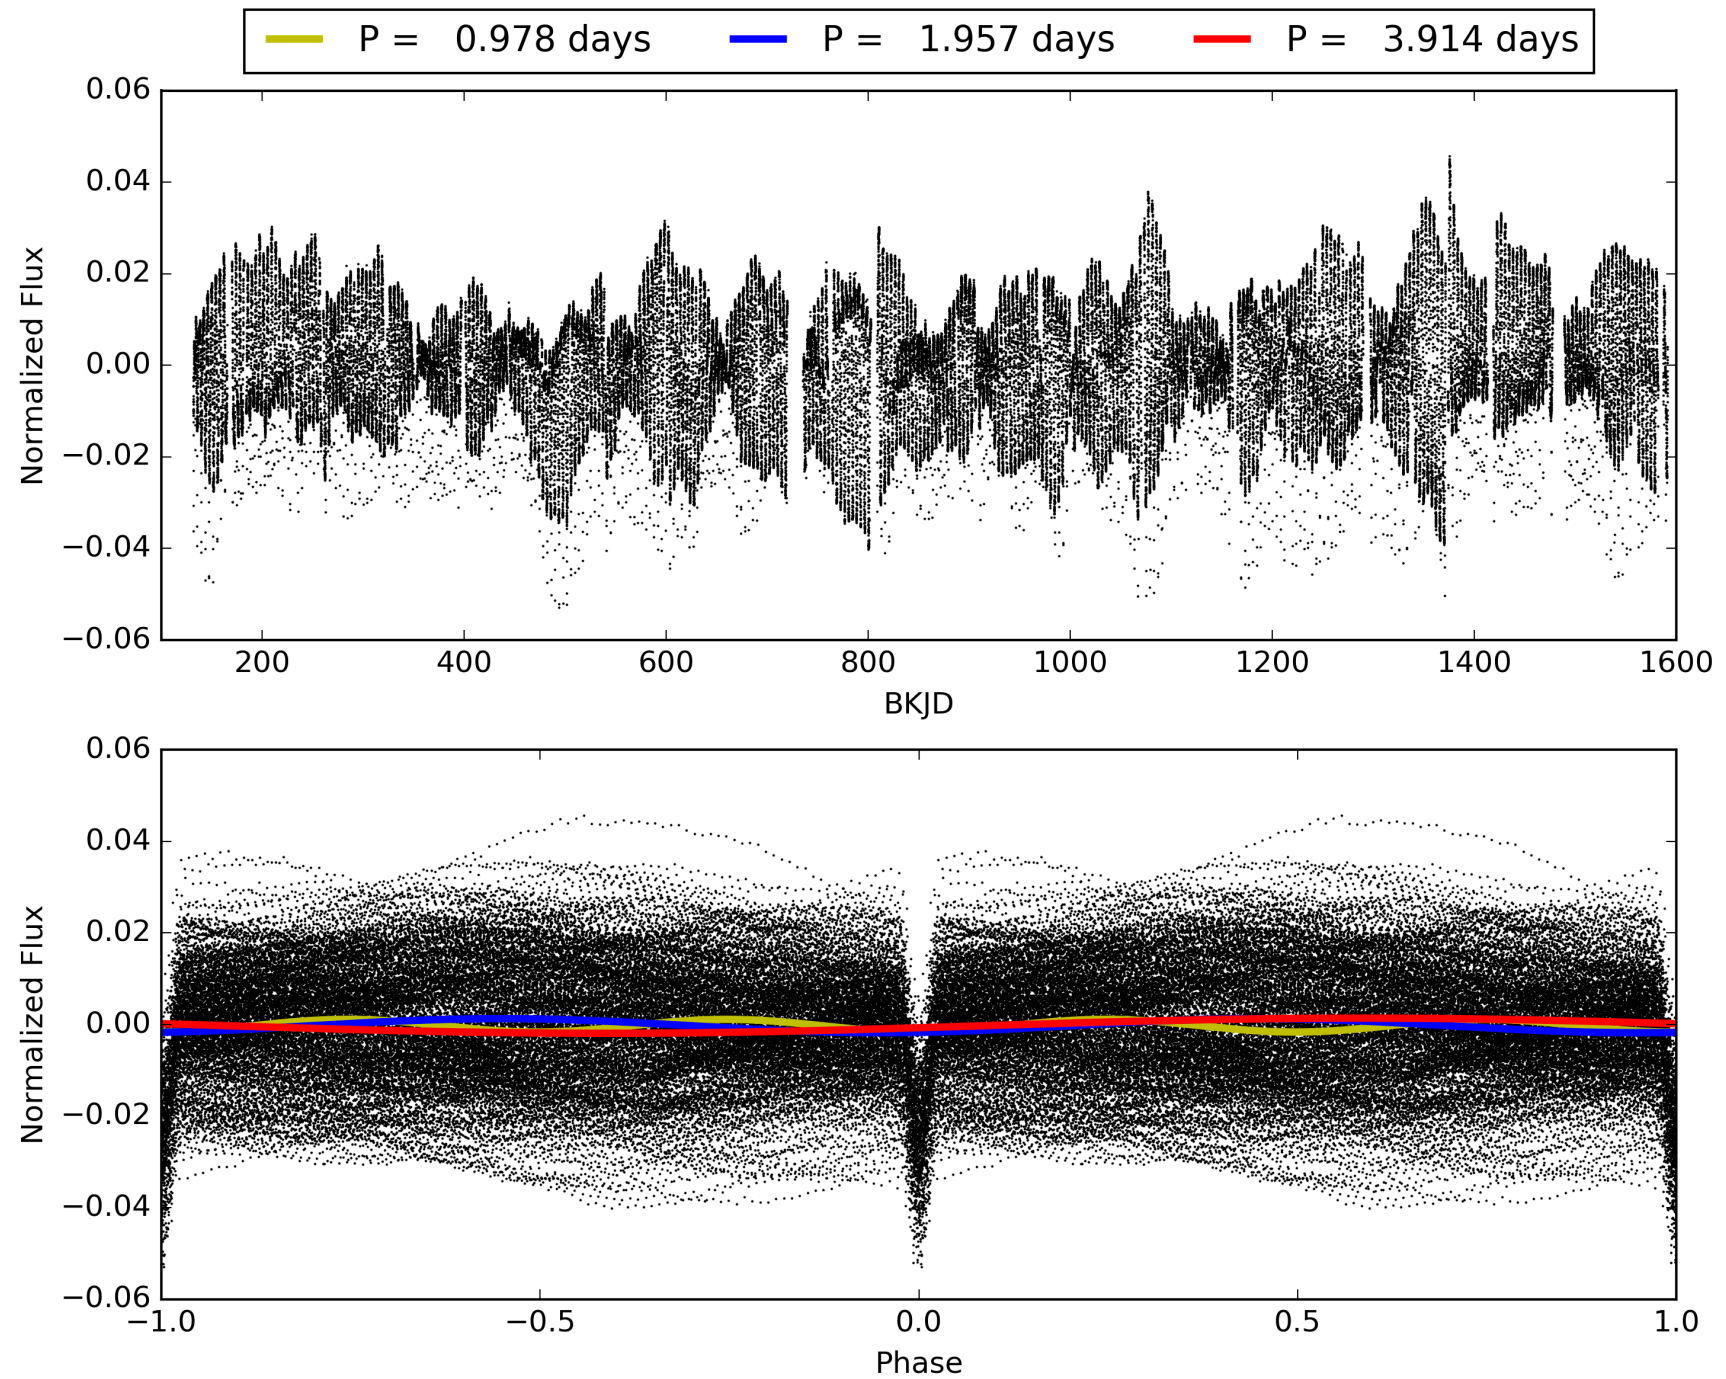 P = 0.978 days P = 1.957 days P = 3.914 days
0.06
0.04
0.02
0.00
−0.02
−0.04
−0.06
Normalized Flux
200 400 600 800 1000 1200 1400 1600
BKJD
0.06
0.04
0.02
0.00
−0.02
−0.04
−0.06
Normalized Flux
−1.0 −0.5 0.0 0.5 1.0
Phase